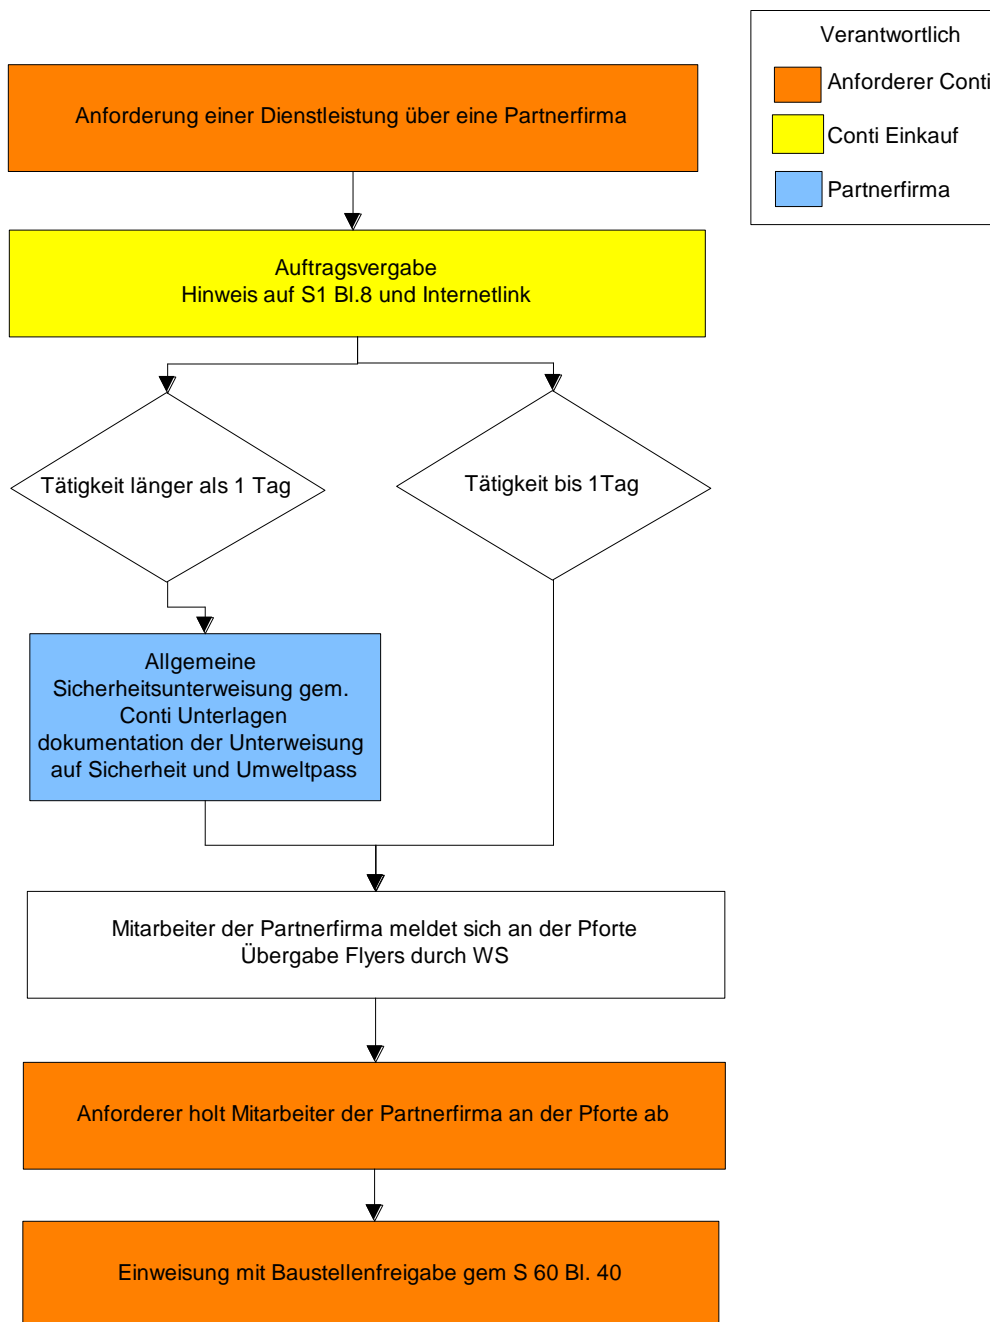 Verantwortlich
Anforderer Conti
Conti Einkauf
Partnerfirma
Anforderung einer Dienstleistung über eine Partnerfirma
Auftragsvergabe
Hinweis auf S1 Bl.8 und Internetlink
Tätigkeit länger als 1 Tag
Tätigkeit bis 1Tag
Allgemeine
Sicherheitsunterweisung gem.
Conti Unterlagen
dokumentation der Unterweisung
auf Sicherheit und Umweltpass
Mitarbeiter der Partnerfirma meldet sich an der Pforte
Übergabe Flyers durch WS
Anforderer holt Mitarbeiter der Partnerfirma an der Pforte ab
Einweisung mit Baustellenfreigabe gem S 60 Bl. 40